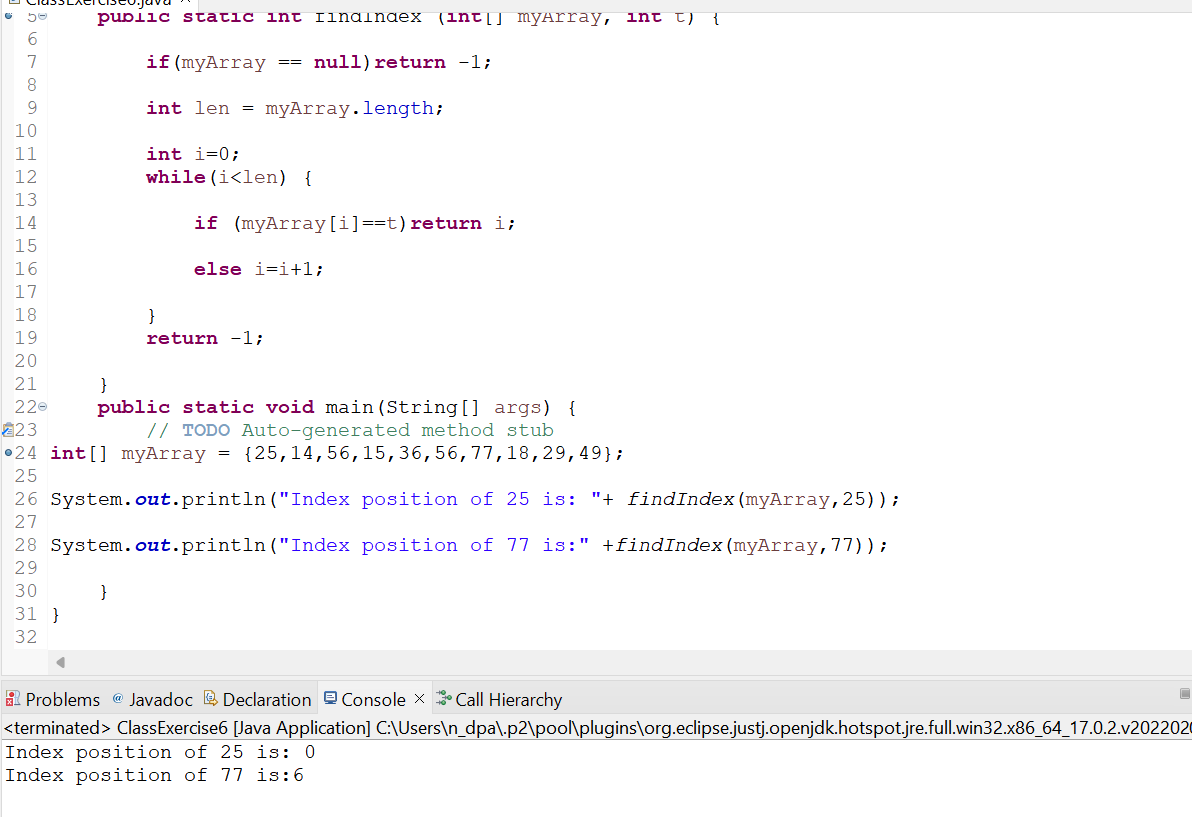 ClassExercise6.java
5 public static int findIndex (int[] myArray, int t) {
6
7 if(myArray == null)return -1;
8
9 int len = myArray.length;
10
11 int i=0;
12 while(i<len) {
13
14 if (myArray[i]==t)return i;
15
16 else i=i+1;
17
18 }
19 return -1;
20
21 }
22 public static void main(String[] args) {
23 // TODO Auto-generated method stub
24 int[] myArray = {25,14,56,15,36,56,77,18,29,49};
25
26 System.out.println("Index position of 25 is: "+ findIndex(myArray,25));
27
28 System.out.println("Index position of 77 is:" +findIndex(myArray,77));
29
30 }
31 }
32
Problems @ Javadoc Declaration Console × Call Hierarchy
<terminated> ClassExercise6 [Java Application] C:\Users\n_dpa\.p2\pool\plugins\org.eclipse.justj.openjdk.hotspot.jre.full.win32.x86_64_17.0.2.v202202
Index position of 25 is: 0
Index position of 77 is:6